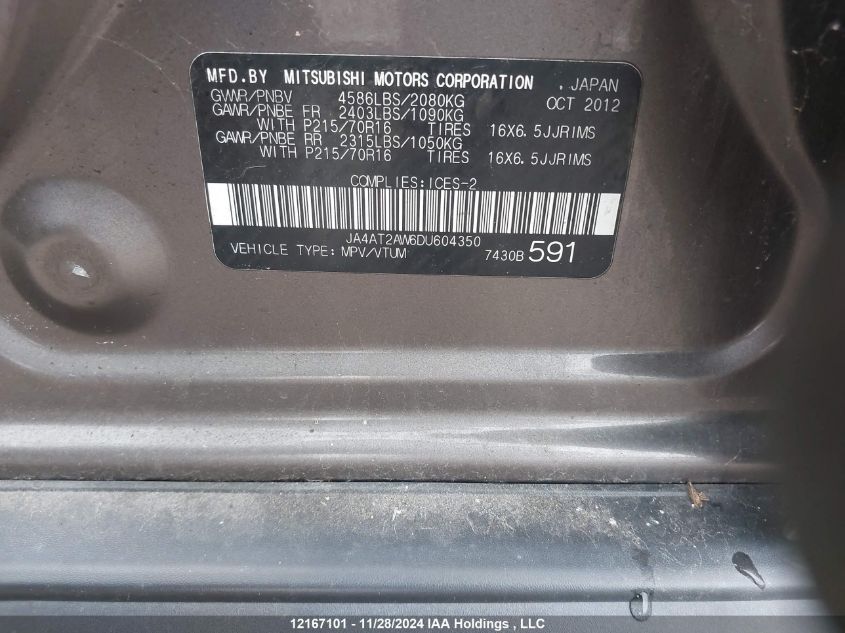 MFD.BY MITSUBISHI MOTORS CORPORATION , JAPAN
GVWR/PNBV 4586LBS/2080KG OCT 2012
GAWR/PNBE FR 2403LBS/1090KG
WITH P215/70R16 TIRES 16X6.5JJRIMS
GAWR/PNBE RR 2315LBS/1050KG
WITH P215/70R16 TIRES 16X6.5JJRIMS
COMPLIES:ICES-2
JA4AT2AW6DU604350
VEHICLE TYPE: MPV/VTUM 7430B 591
12167101 - 11/28/2024 IAA Holdings , LLC